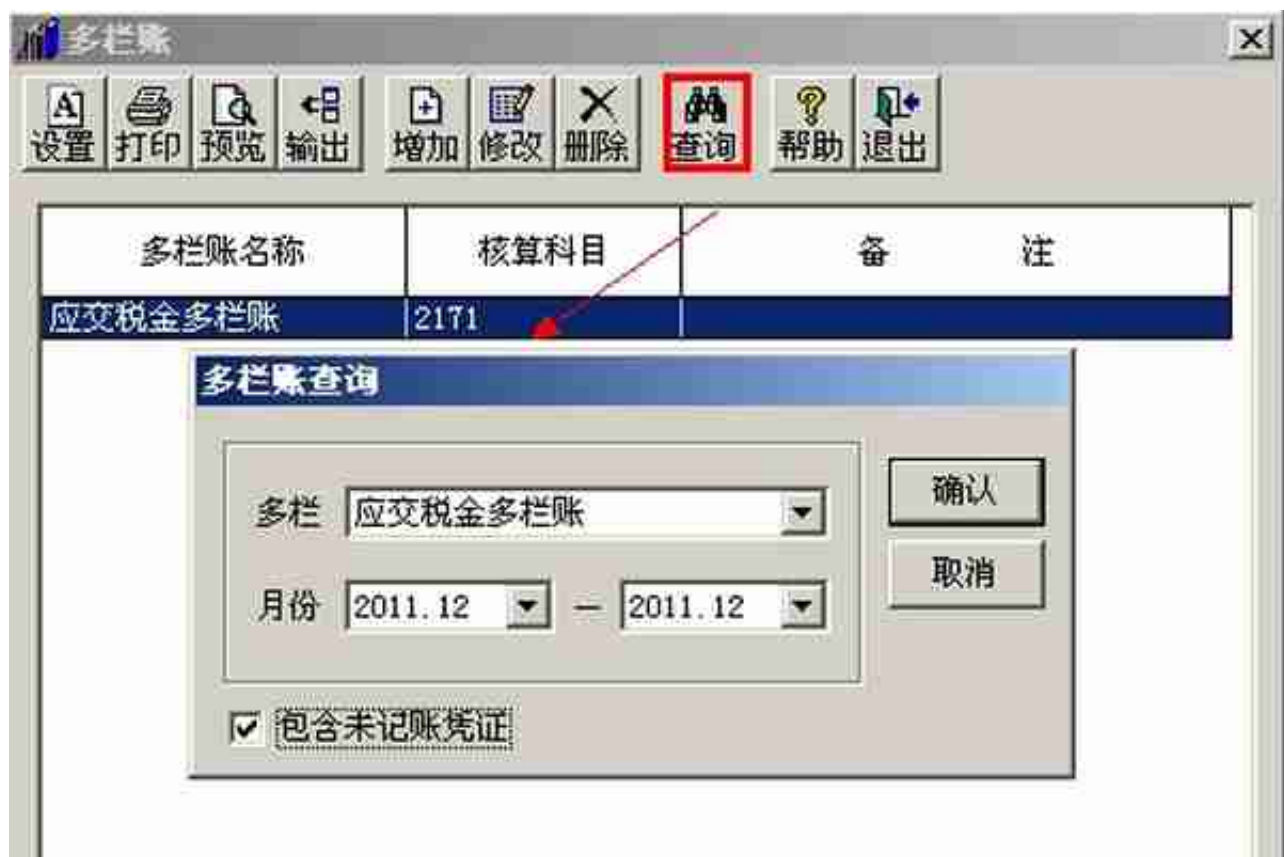 多栏账
设置 打印 预览 输出 增加 修改 删除 查询 帮助 退出
多栏账名称 核算科目 备 注
应交税金多栏账 2171
多栏账查询
多栏 应交税金多栏账 确认
取消
月份 2011.12 — 2011.12
包含未记账凭证